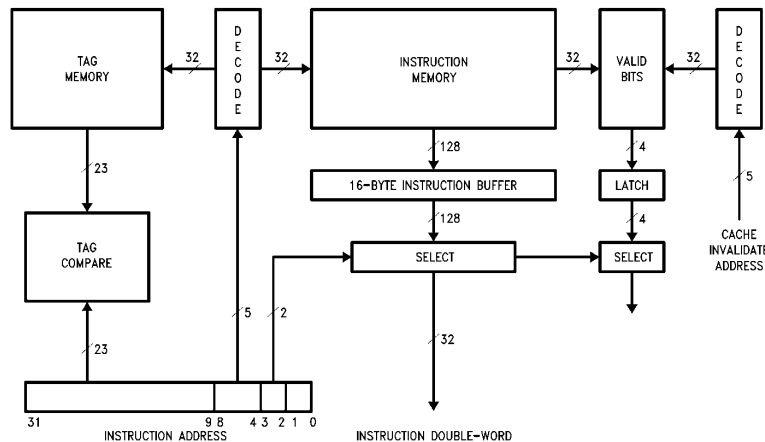 TAG
MEMORY
32
DECODE
32
INSTRUCTION
MEMORY
32
VALID
BITS
32
DECODE
23
128
4
5
16-BYTE INSTRUCTION BUFFER
LATCH
128
4
TAG
COMPARE
SELECT
SELECT
CACHE
INVALIDATE
ADDRESS
5
2
23
32
31 9 8 4 3 2 1 0
INSTRUCTION ADDRESS
INSTRUCTION DOUBLE-WORD